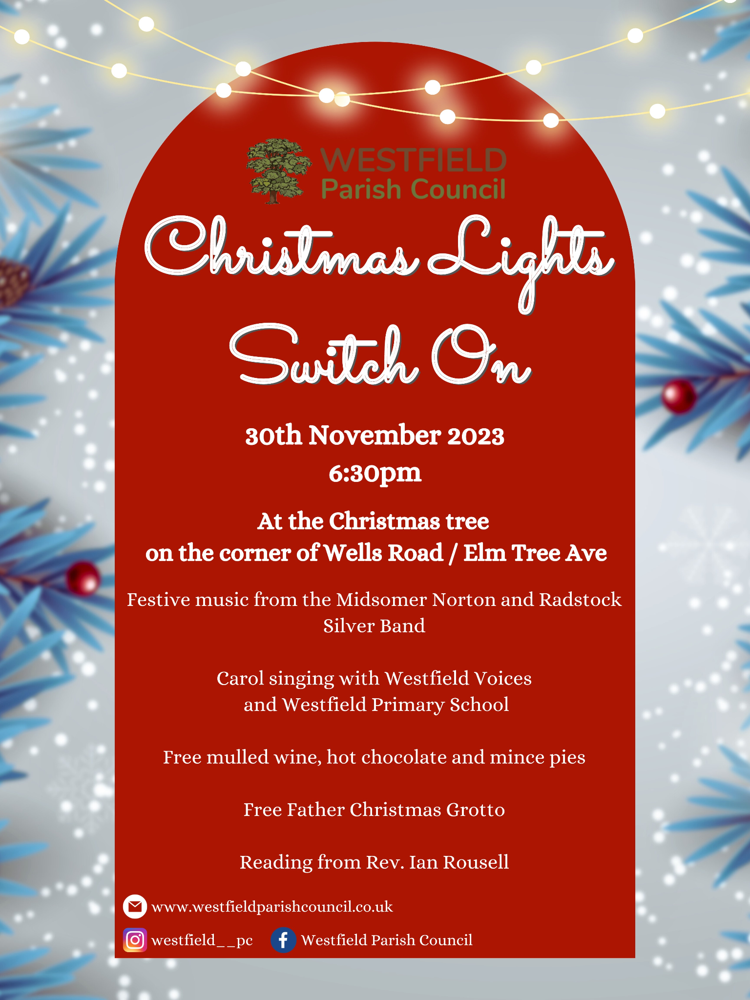 WESTFIELD
Parish Council
Christmas Lights
Switch On
30th November 2023
6:30pm
At the Christmas tree
on the corner of Wells Road / Elm Tree Ave
Festive music from the Midsomer Norton and Radstock
Silver Band
Carol singing with Westfield Voices
and Westfield Primary School
Free mulled wine, hot chocolate and mince pies
Free Father Christmas Grotto
Reading from Rev. Ian Rousell
www.westfieldparishcouncil.co.uk
westfield__pc Westfield Parish Council